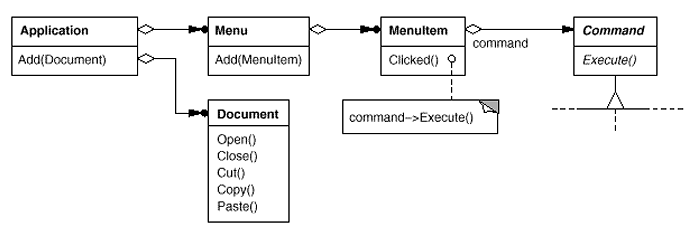 Application
Add(Document)
Menu
Add(MenuItem)
MenuItem
Clicked()
command
Command
Execute()
command->Execute()
Document
Open()
Close()
Cut()
Copy()
Paste()